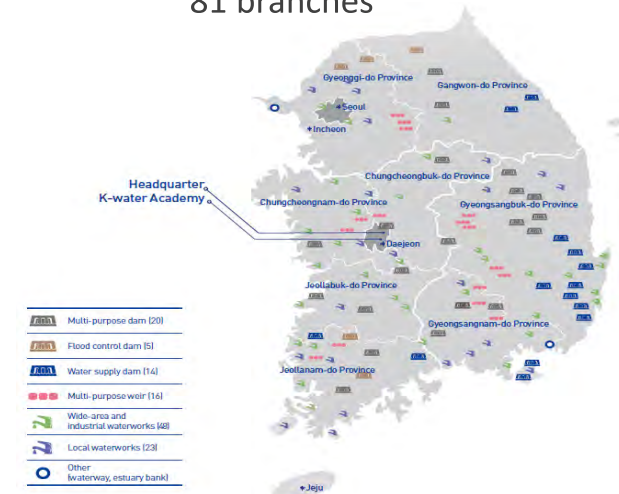 81 branches
Gyeonggi-do Province
Gangwon-do Province
Seoul
Incheon
Headquarter
K-water Academy
Chungcheongbuk-do Province
Chungcheongnam-do Province
Gyeongsangbuk-do Province
Daejeon
Jeollabuk-do Province
Gyeongsangnam-do Province
Jeollanam-do Province
Jeju
Multi-purpose dam (20)
Flood control dam (5)
Water supply dam (14)
Multi-purpose weir (16)
Wide-area and
industrial waterworks (48)
Local waterworks (23)
Other
(waterway, estuary bank)